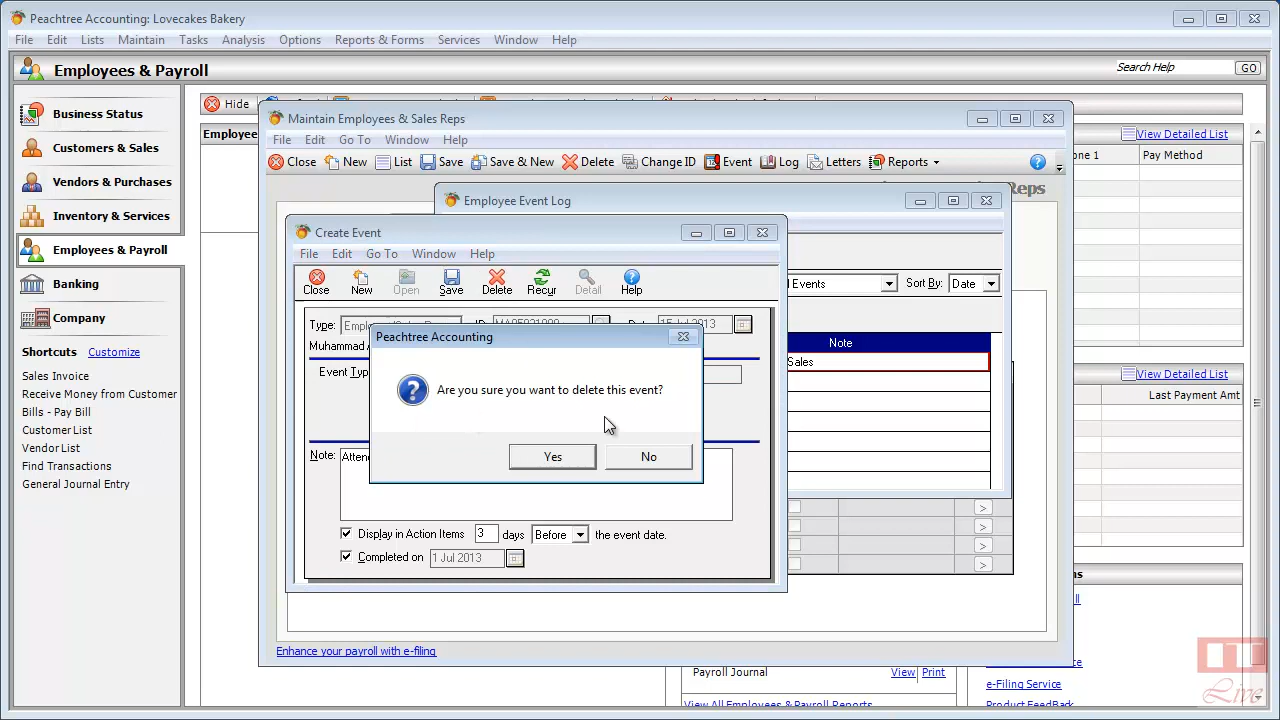 Peachtree Accounting: Lovecakes Bakery
File Edit Lists Maintain Tasks Analysis Options Reports & Forms Services Window Help
Employees & Payroll
Search Help GO
Business Status
Customers & Sales
Vendors & Purchases
Inventory & Services
Employees & Payroll
Banking
Company
Shortcuts Customize
Sales Invoice
Receive Money from Customer
Bills - Pay Bill
Customer List
Vendor List
Find Transactions
General Journal Entry
Hide
Employee
View Detailed List
one 1 Pay Method
View Detailed List
Last Payment Amt
Maintain Employees & Sales Reps
File Edit Go To Window Help
Close New List Save Save & New Delete Change ID Event Log Letters Reports
Reps
Employee Event Log
Events Sort By: Date
Note
Sales
Create Event
File Edit Go To Window Help
Close New Open Save Delete Recur Detail Help
Type: ID Date 15 Jul 2013
Muhammad
Event Typ
Note: Atten
Display in Action Items 3 days Before the event date.
Completed on 1 Jul 2013
Peachtree Accounting
Are you sure you want to delete this event?
Yes No
Enhance your payroll with e-filing
Payroll Journal View Print
View All Employees & Payroll Reports
e-Filing Service
Product FeedBack
Live